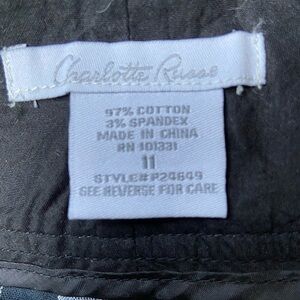 Charlotte Russe
97% COTTON
3% SPANDEX
MADE IN CHINA
RN 101331
11
STYLE#P24649
SEE REVERSE FOR CARE